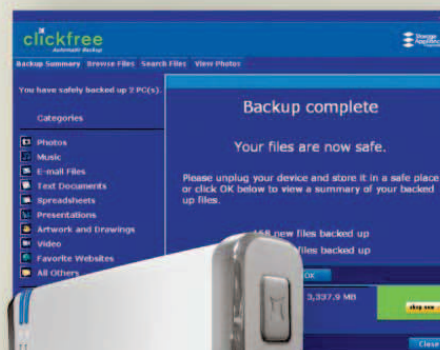 clickfree
Automatic Backup
Storage
Appliance
Backup Summary Browse Files Search Files View Photos
You have safely backed up 2 PC(s).
Categories
Photos
Music
E-mail Files
Text Documents
Spreadsheets
Presentations
Artwork and Drawings
Video
Favorite Websites
All Others
Backup complete
Your files are now safe.
Please unplug your device and store it in a safe place
or click OK below to view a summary of your backed
up files.
new files backed up
files backed up
OK
3,337.9 MB
shop now
Close